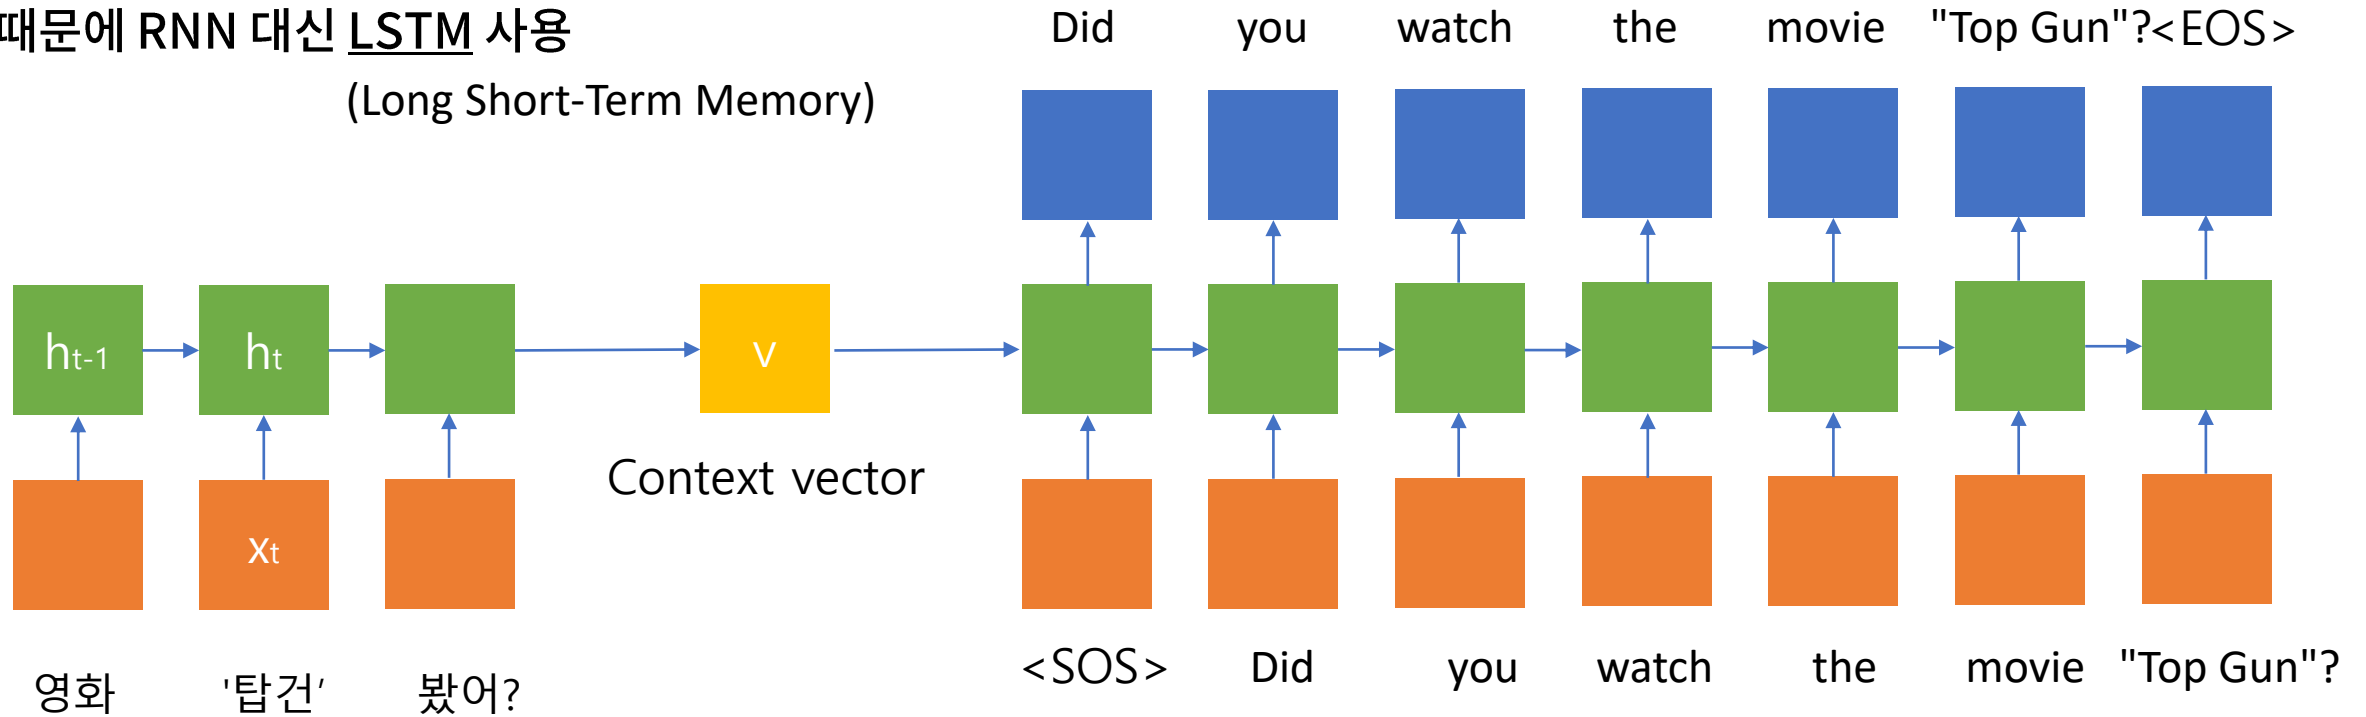 때문에 RNN 대신 LSTM 사용
(Long Short-Term Memory)
Did you watch the movie "Top Gun"?<EOS>
ht-1 ht v
Context vector
xt
영화 '탑건' 봤어?
<SOS> Did you watch the movie "Top Gun"?